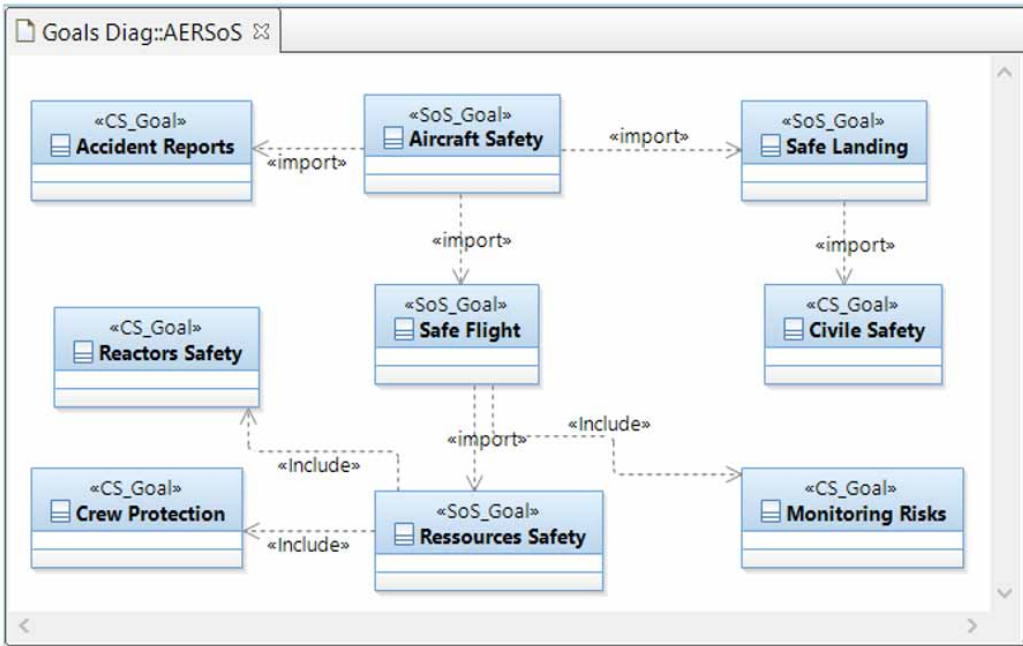 Goals Diag::AERSoS
«CS_Goal»
Accident Reports
«import»
«SoS_Goal»
Aircraft Safety
«import»
«SoS_Goal»
Safe Landing
«import»
«import»
«CS_Goal»
Reactors Safety
«SoS_Goal»
Safe Flight
«CS_Goal»
Civile Safety
«import»
«Include»
«Include»
«CS_Goal»
Crew Protection
«Include»
«SoS_Goal»
Ressources Safety
«CS_Goal»
Monitoring Risks